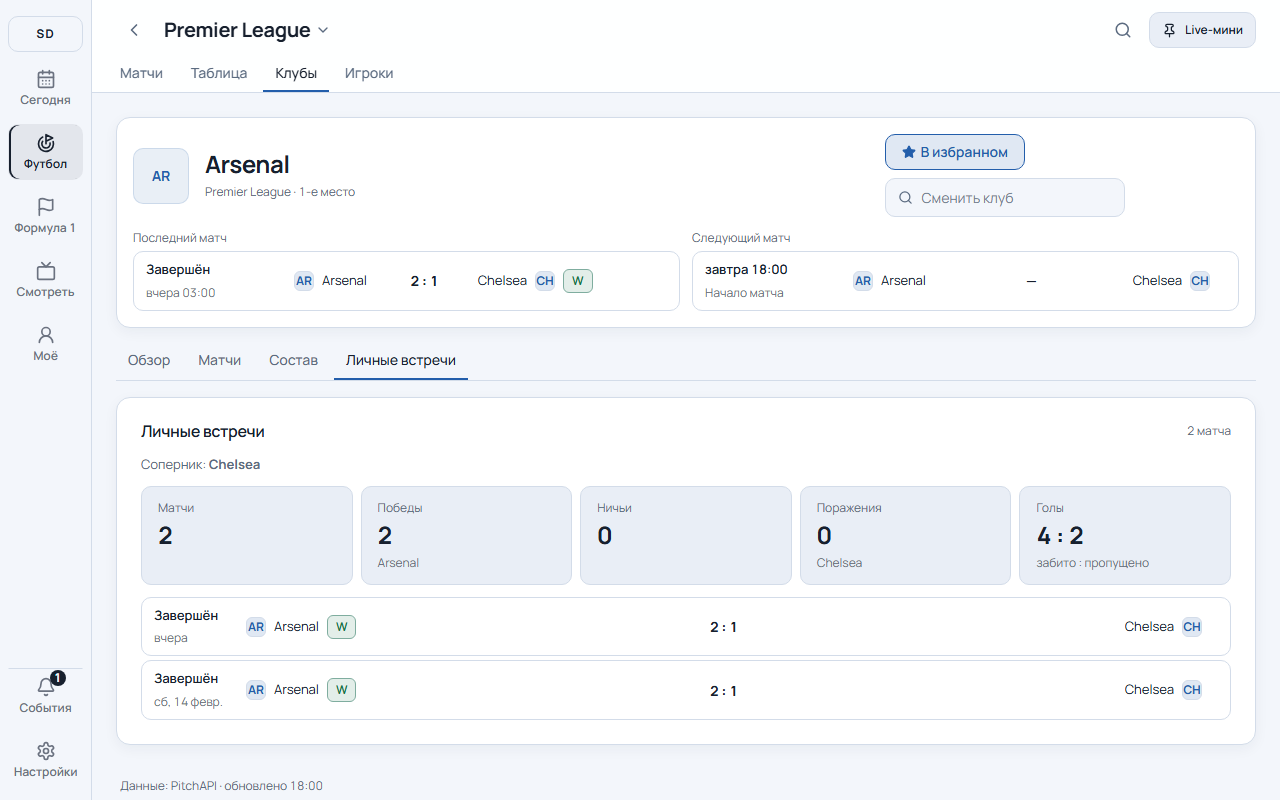 SD
Сегодня
Футбол
Формула 1
Смотреть
Моё
1
События
Настройки
Premier League
Live-мини
Матчи
Таблица
Клубы
Игроки
AR
Arsenal
Premier League · 1-е место
В избранном
Сменить клуб
Последний матч
Завершён
вчера 03:00
AR Arsenal 2 : 1 Chelsea CH W
Следующий матч
завтра 18:00
Начало матча
AR Arsenal — Chelsea CH
Обзор
Матчи
Состав
Личные встречи
Личные встречи
2 матча
Соперник: Chelsea
Матчи
2
Победы
2
Arsenal
Ничьи
0
Поражения
0
Chelsea
Голы
4 : 2
забито : пропущено
Завершён
вчера
AR Arsenal W 2 : 1 Chelsea CH
Завершён
сб, 14 февр.
AR Arsenal W 2 : 1 Chelsea CH
Данные: PitchAPI · обновлено 18:00